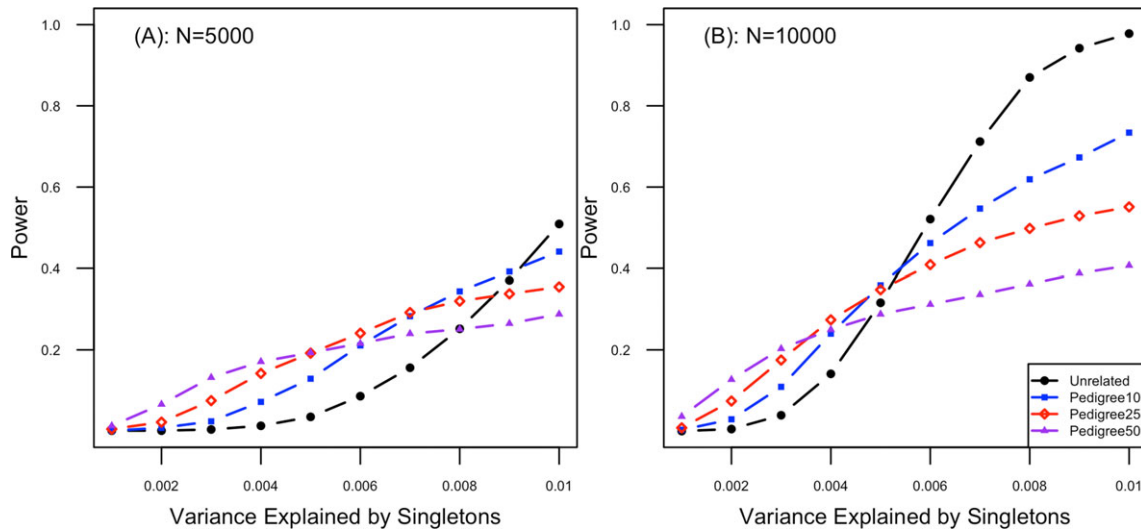 (A): N=5000
1.0
0.8
0.6
0.4
0.2
Power
0.002 0.004 0.006 0.008 0.01
Variance Explained by Singletons
(B): N=10000
1.0
0.8
0.6
0.4
0.2
Power
0.002 0.004 0.006 0.008 0.01
Variance Explained by Singletons
Unrelated
Pedigree10
Pedigree25
Pedigree50